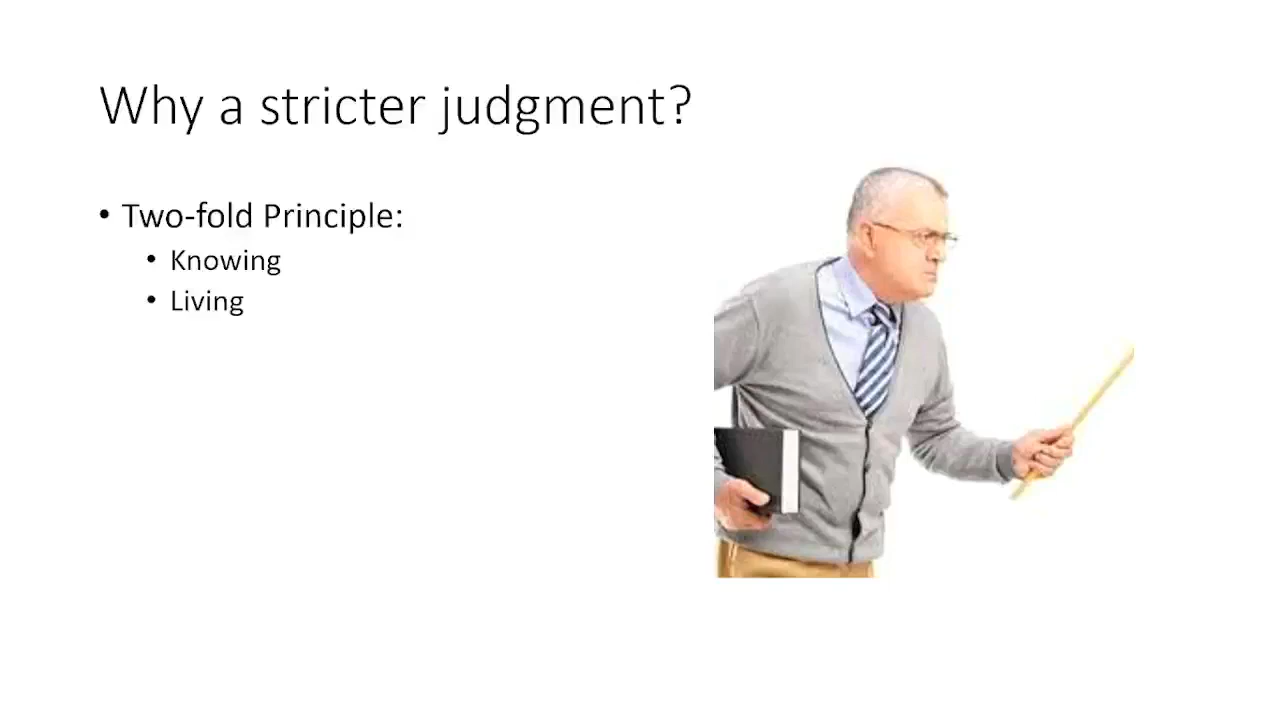 Why a stricter judgment?
• Two-fold Principle:
• Knowing
• Living